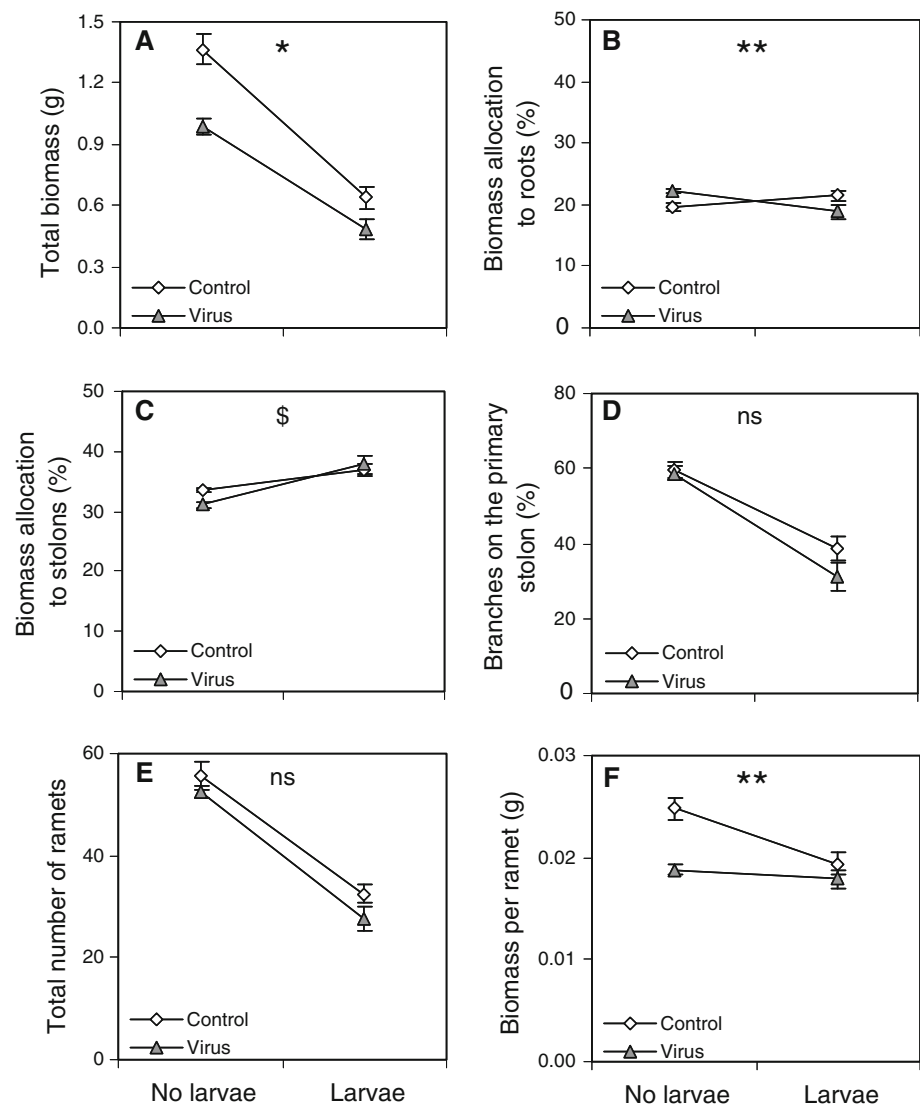 A
*
Total biomass (g)
1.5
1.2
0.9
0.6
0.3
0.0
Control
Virus
B
**
Biomass allocation
to roots (%)
50
40
30
20
10
0
Control
Virus
C
$
Biomass allocation
to stolons (%)
50
40
30
20
10
0
Control
Virus
D
ns
Branches on the primary
stolon (%)
80
60
40
20
0
Control
Virus
E
ns
Total number of ramets
60
40
20
0
Control
Virus
No larvae
Larvae
F
**
Biomass per ramet (g)
0.03
0.02
0.01
0.00
Control
Virus
No larvae
Larvae